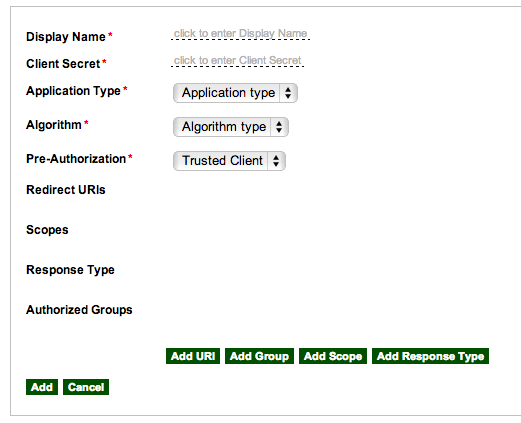 Display Name* click to enter Display Name
Client Secret* click to enter Client Secret
Application Type* Application type
Algorithm* Algorithm type
Pre-Authorization* Trusted Client
Redirect URIs
Scopes
Response Type
Authorized Groups
Add URI Add Group Add Scope Add Response Type
Add Cancel